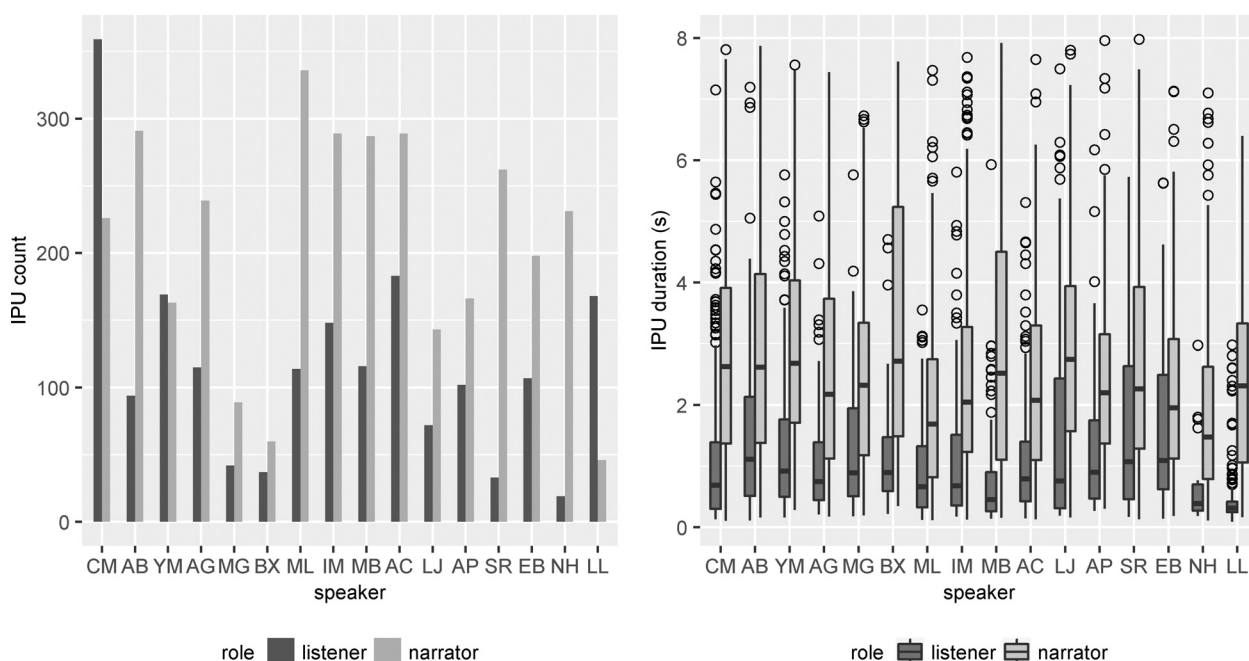 IPU count
300
200
100
0
CM AB YM AG MG BX ML IM MB AC LJ AP SR EB NH LL
speaker
role listener narrator
IPU duration (s)
8
6
4
2
0
CM AB YM AG MG BX ML IM MB AC LJ AP SR EB NH LL
speaker
role listener narrator